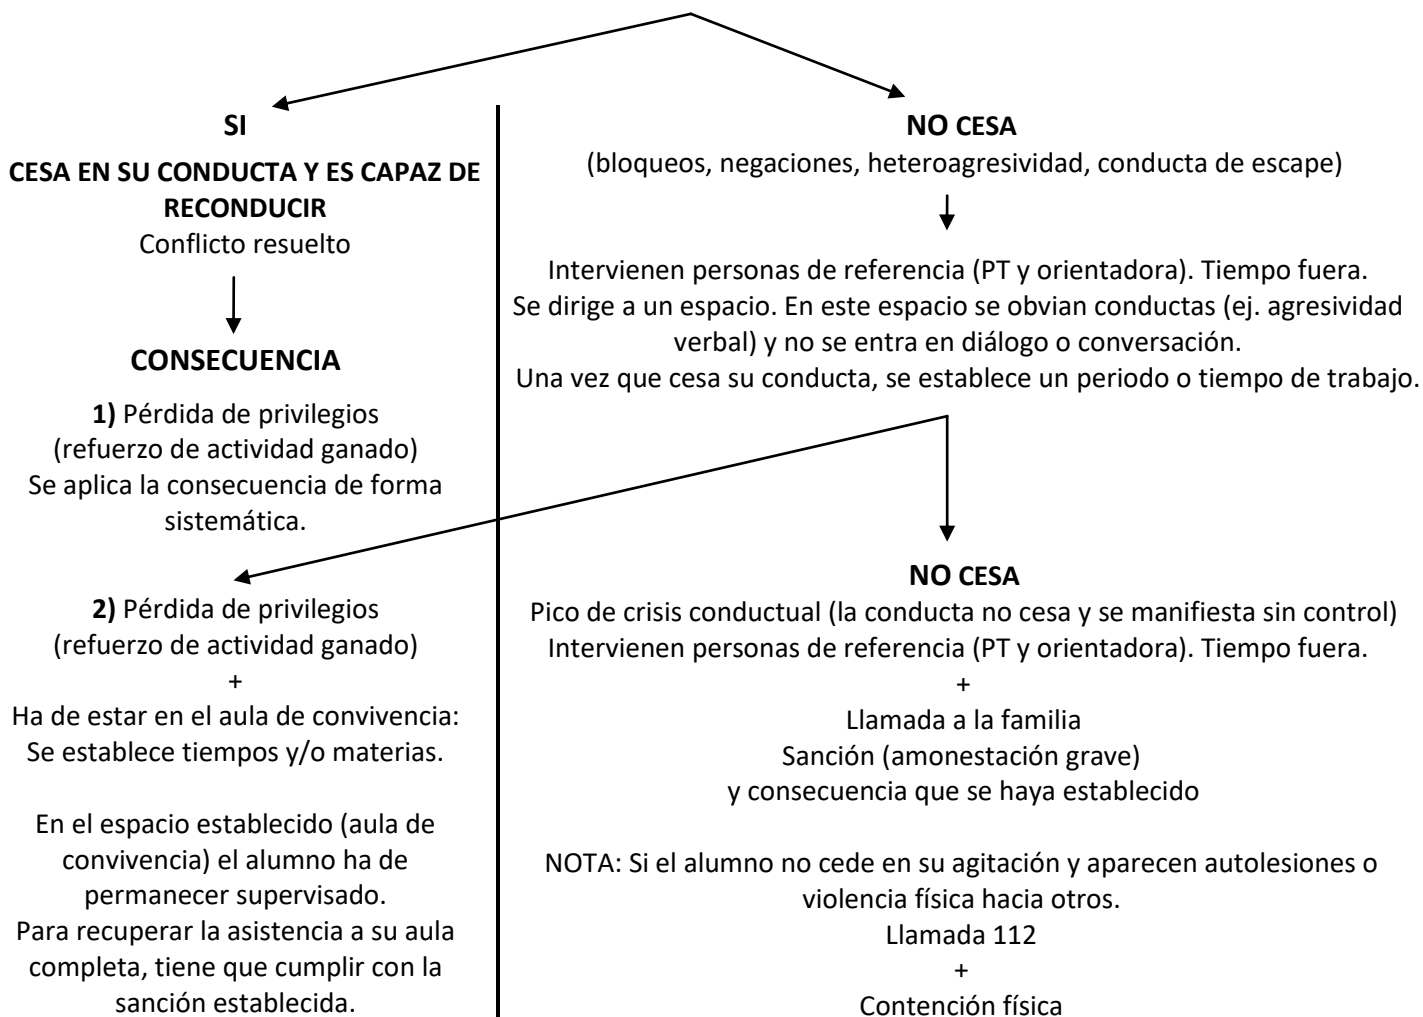 SI
CESA EN SU CONDUCTA Y ES CAPAZ DE
RECONDUCIR
Conflicto resuelto
CONSECUENCIA
1) Pérdida de privilegios
(refuerzo de actividad ganado)
Se aplica la consecuencia de forma
sistemática.
2) Pérdida de privilegios
(refuerzo de actividad ganado)
+
Ha de estar en el aula de convivencia:
Se establece tiempos y/o materias.
En el espacio establecido (aula de
convivencia) el alumno ha de
permanecer supervisado.
Para recuperar la asistencia a su aula
completa, tiene que cumplir con la
sanción establecida.
NO CESA
(bloqueos, negaciones, heteroagresividad, conducta de escape)
Intervienen personas de referencia (PT y orientadora). Tiempo fuera.
Se dirige a un espacio. En este espacio se obvian conductas (ej. agresividad
verbal) y no se entra en diálogo o conversación.
Una vez que cesa su conducta, se establece un periodo o tiempo de trabajo.
NO CESA
Pico de crisis conductual (la conducta no cesa y se manifiesta sin control)
Intervienen personas de referencia (PT y orientadora). Tiempo fuera.
+
Llamada a la familia
Sanción (amonestación grave)
y consecuencia que se haya establecido
NOTA: Si el alumno no cede en su agitación y aparecen autolesiones o
violencia física hacia otros.
Llamada 112
+
Contención física